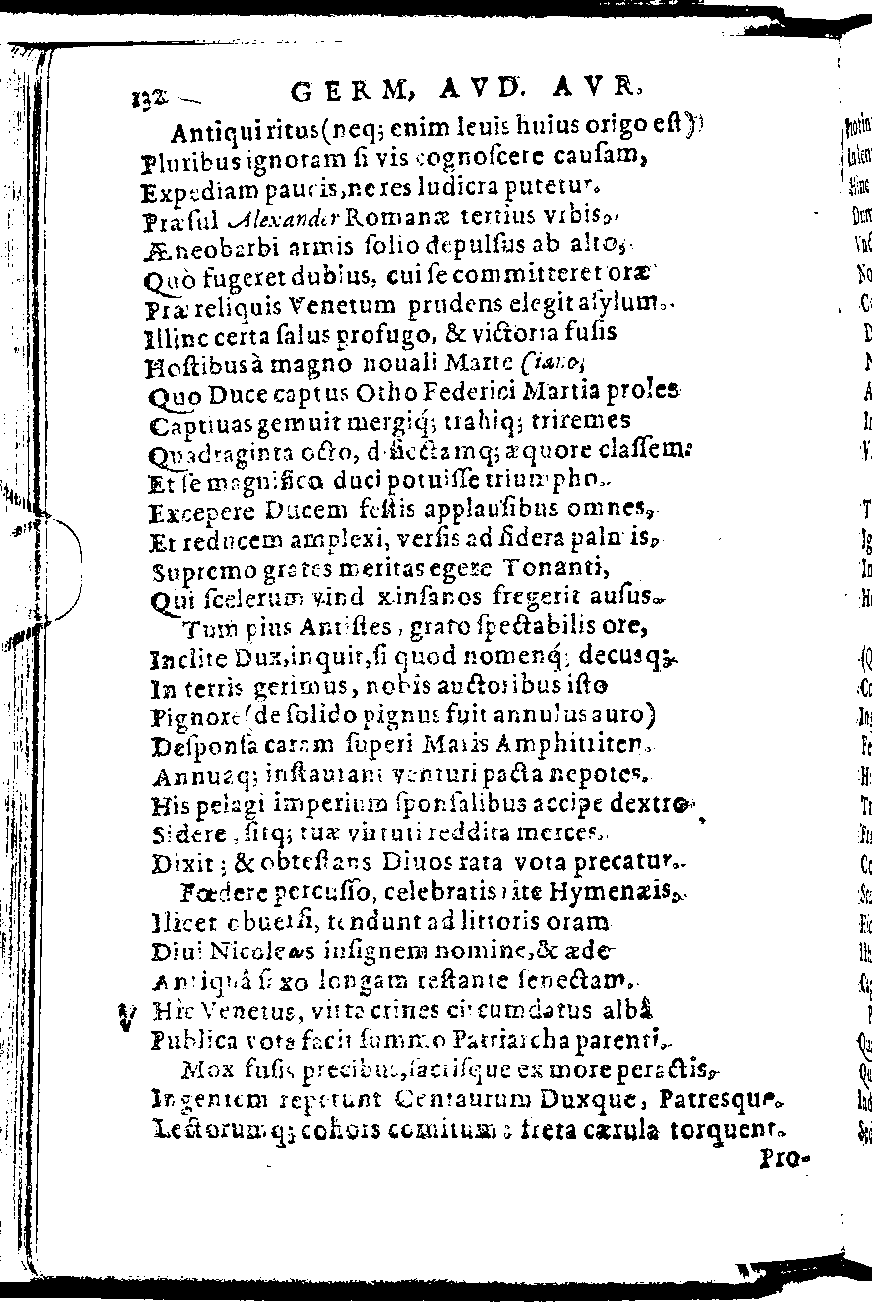 132 GERM, AVD. AVR,
Antiqui ritus (neq; enim leuis huius origo eſt)
Pluribus ignotam ſi vis cognoſcere cauſam,
Expediam paucis, ne res ludicra putetur.
Præſul Alexander Romanæ tertius vrbis,
Æneobarbi armis ſolio depulſus ab alto,
Quò fugeret dubius, cui ſe committeret oræ
Præ reliquis Venetum prudens elegit aſylum.
Illinc certa ſalus profugo, & victoria fuſis
Hoſtibus à magno nouali Marte Ciano,
Quo Duce captus Otho Federici Martia proles
Captiuas gemuit mergiq́; trahiq; triremes
Quadraginta octo, diſiectamq; æquore claſſem:
Et ſe magnifico duci potuiſſe triumpho.
Excepere Ducem feſtis applauſibus omnes,
Et reducem amplexi, verſis ad ſidera palmis,
Supremo grates meritas egere Tonanti,
Qui ſcelerum vindex inſanos fregerit auſus.
Tum pius Antiſtes, grato ſpectabilis ore,
Inclite Dux, inquit, ſi quod nomenq́; decusq;
In terris gerimus, nobis auctoribus iſto
Pignore (de ſolido pignus fuit annulus auro)
Deſponſa caram ſuperi Maris Amphitriten,
Annuaq; inſtaurant venturi pacta nepotes.
His pelagi imperium ſponſalibus accipe dextro
Sidere, ſitq; tuæ virtuti reddita merces.
Dixit; & obteſtans Diuos rata vota precatur.
Fœdere percuſſo, celebratis rite Hymenæis,
Ilicet obuerſi, tendunt ad littoris oram
Diui Nicoleos inſignem nomine, & æde
Antiquâ ſaxo longam teſtante ſenectam.
Hic Venetus, vitta crines circumdatus albâ
Publica vota facit ſummo Patriarcha parenti.
Mox fuſis precibus, ſacriſque ex more peractis,
Ingentem repetunt Centaurum Duxque, Patresque.
Lectorumq; cohors comitum: freta cærula torquent.
Pro-